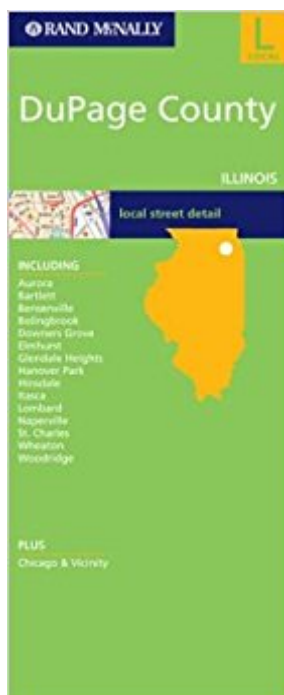 RAND McNALLY
L
DuPage County
ILLINOIS
local street detail
INCLUDING
Aurora
Bartlett
Bensenville
Bolingbrook
Downers Grove
Elmhurst
Glendale Heights
Hanover Park
Hinsdale
Itasca
Lombard
Naperville
St. Charles
Wheaton
Woodridge
PLUS
Chicago & Vicinity